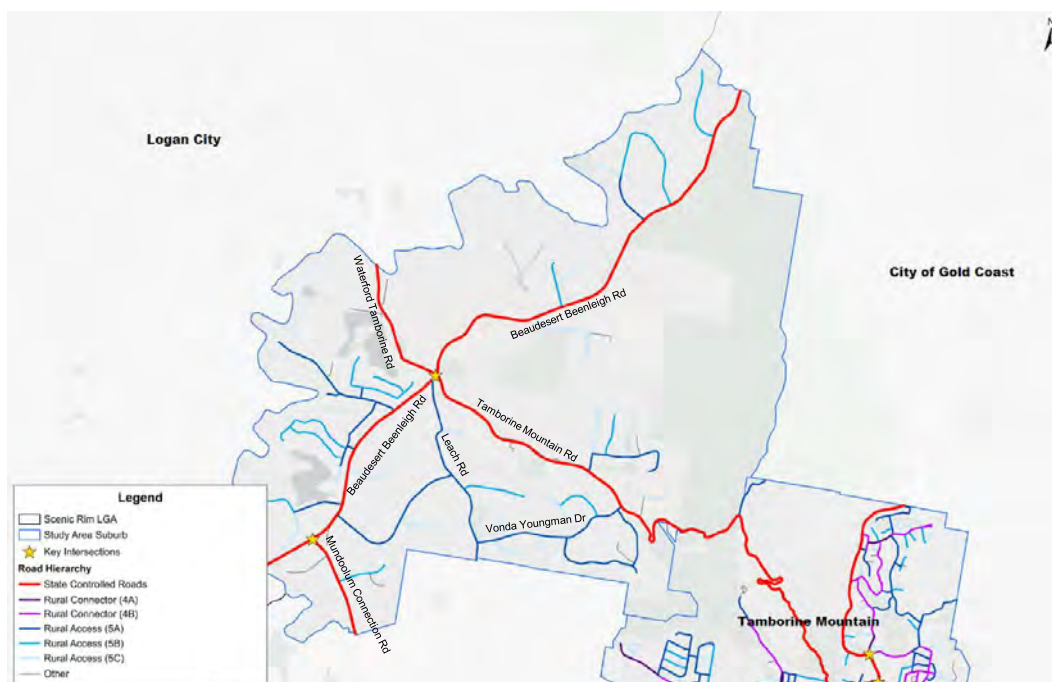 N
Logan City
City of Gold Coast
Waterford Tamborine Rd
Beaudesert Beenleigh Rd
Tamborine Mountain Rd
Beaudesert Beenleigh Rd
Leach Rd
Vonda Youngman Dr
Mundoolum Connection Rd
Tamborine Mountain
Legend
Scenic Rim LGA
Study Area Suburb
Key Intersections
Road Hierarchy
State Controlled Roads
Rural Connector (4A)
Rural Connector (4B)
Rural Access (5A)
Rural Access (5B)
Rural Access (5C)
Other